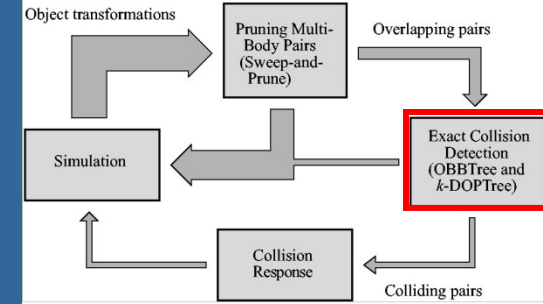 Object transformations
Pruning Multi-
Body Pairs
(Sweep-and-
Prune)
Overlapping pairs
Simulation
Exact Collision
Detection
(OBBTree and
k-DOPTree)
Collision
Response
Colliding pairs